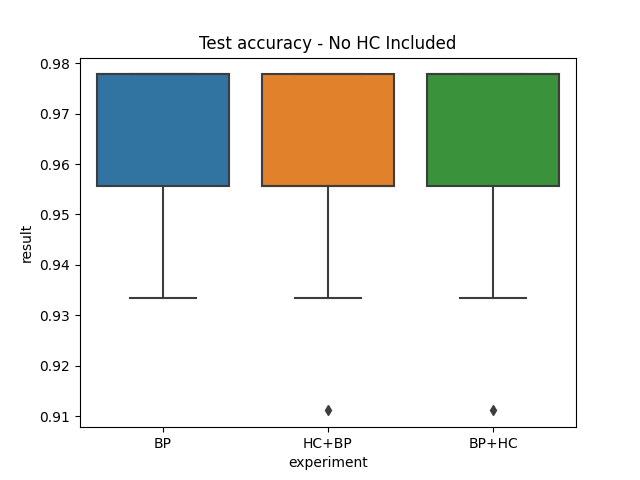 Test accuracy - No HC Included
0.98
0.97
0.96
0.95
0.94
0.93
0.92
0.91
result
BP
HC+BP
BP+HC
experiment